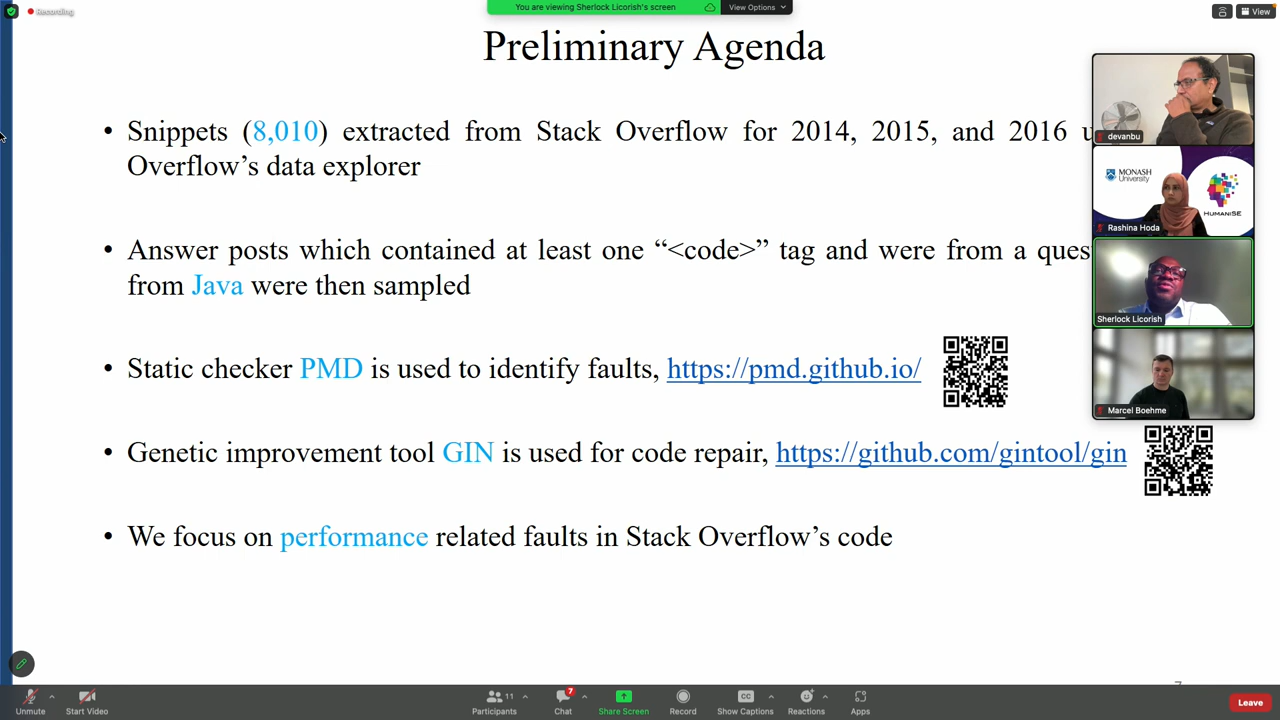 Recording
You are viewing Sherlock Licorish's screen
View Options
View
Preliminary Agenda
• Snippets (8,010) extracted from Stack Overflow for 2014, 2015, and 2016
Overflow's data explorer
• Answer posts which contained at least one “<code>” tag and were from a
from Java were then sampled
• Static checker PMD is used to identify faults, https://pmd.github.io/
• Genetic improvement tool GIN is used for code repair, https://github.com/gintool/gin
• We focus on performance related faults in Stack Overflow's code
devanbu
MONASH
University
HUMANISE
Rashina Hoda
Sherlock Licorish
Marcel Boehme
Unmute
Start Video
11
Participants
7
Chat
Share Screen
Record
CC
Show Captions
Reactions
Apps
Leave